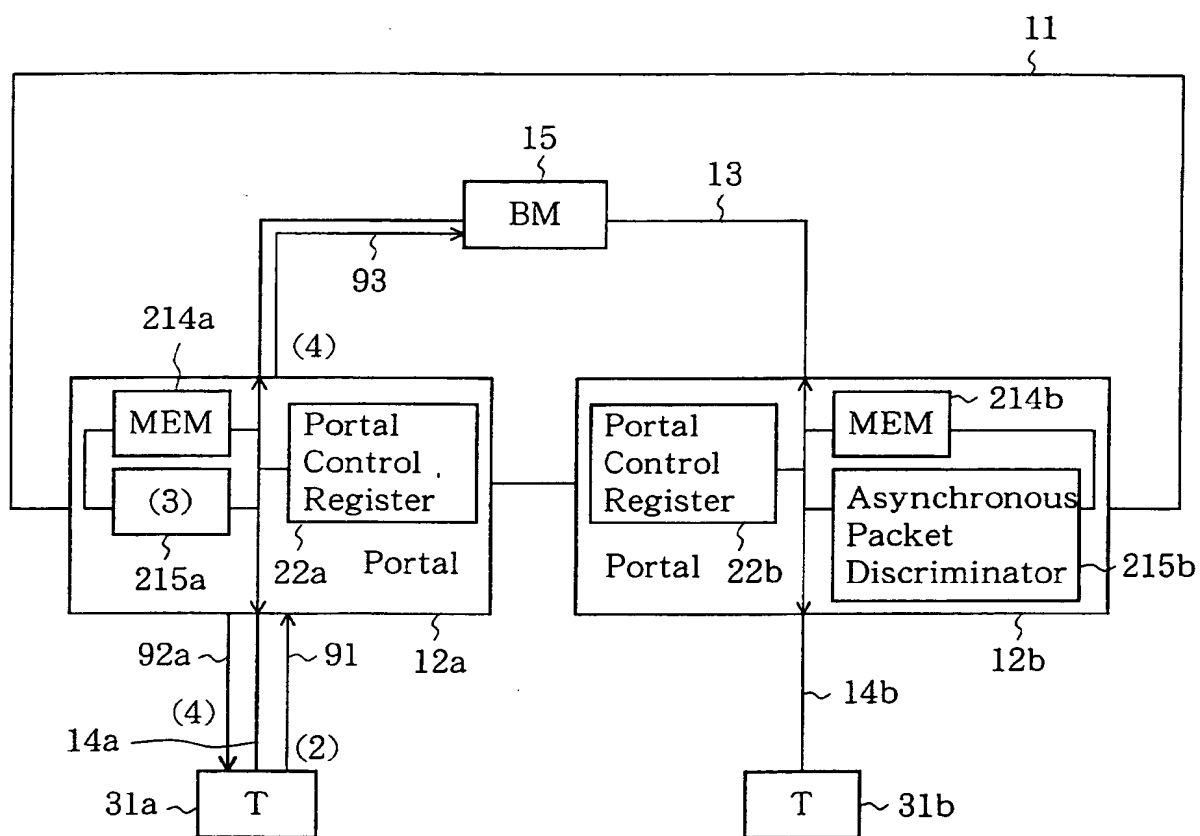 11
15
13
BM
93
214a
(4)
MEM
Portal
Control
Register
(3)
215a
22a
Portal
Portal
Control
Register
MEM
214b
Asynchronous
Packet
Discriminator
Portal
22b
215b
92a
91
12a
12b
(4)
14a
(2)
14b
31a
T
T
31b